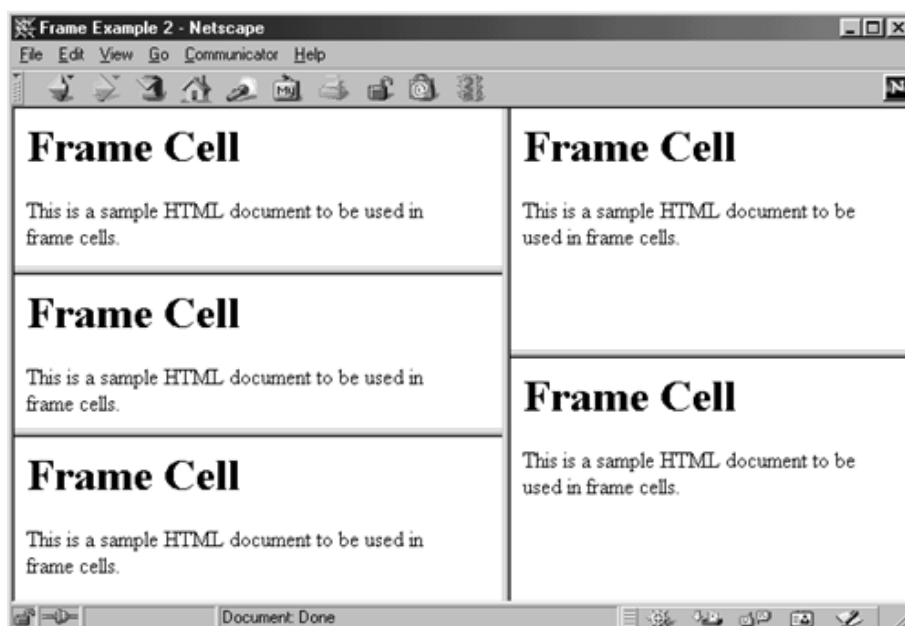 Frame Example 2 - Netscape
File Edit View Go Communicator Help
My
N
Frame Cell
This is a sample HTML document to be used in
frame cells.
Frame Cell
This is a sample HTML document to be used in
frame cells.
Frame Cell
This is a sample HTML document to be used in
frame cells.
Frame Cell
This is a sample HTML document to be
used in frame cells.
Frame Cell
This is a sample HTML document to be
used in frame cells.
Document: Done